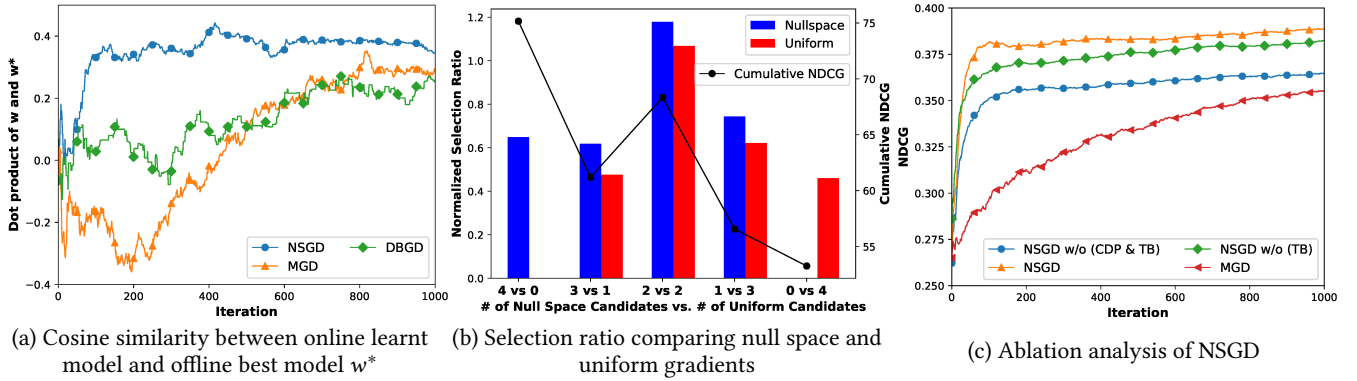 Dot product of w and w*
0.4
0.2
0.0
−0.2
−0.4
NSGD
MGD
DBGD
0 200 400 600 800 1000
Iteration
(a) Cosine similarity between online learnt
model and offline best model w*
Normalized Selection Ratio
1.2
1.0
0.8
0.6
0.4
0.2
0.0
Nullspace
Uniform
Cumulative NDCG
75
70
65
60
55
Cumulative NDCG
4 vs 0 3 vs 1 2 vs 2 1 vs 3 0 vs 4
# of Null Space Candidates vs. # of Uniform Candidates
(b) Selection ratio comparing null space and
uniform gradients
NDCG
0.400
0.375
0.350
0.325
0.300
0.275
0.250
NSGD w/o (CDP & TB)
NSGD
NSGD w/o (TB)
MGD
0 200 400 600 800 1000
Iteration
(c) Ablation analysis of NSGD